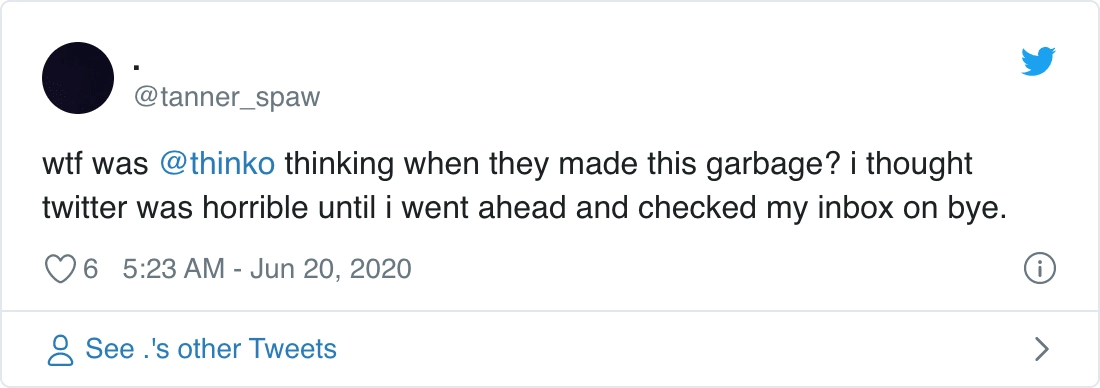 .
@tanner_spaw
wtf was @thinko thinking when they made this garbage? i thought
twitter was horrible until i went ahead and checked my inbox on bye.
6 5:23 AM - Jun 20, 2020
See .'s other Tweets